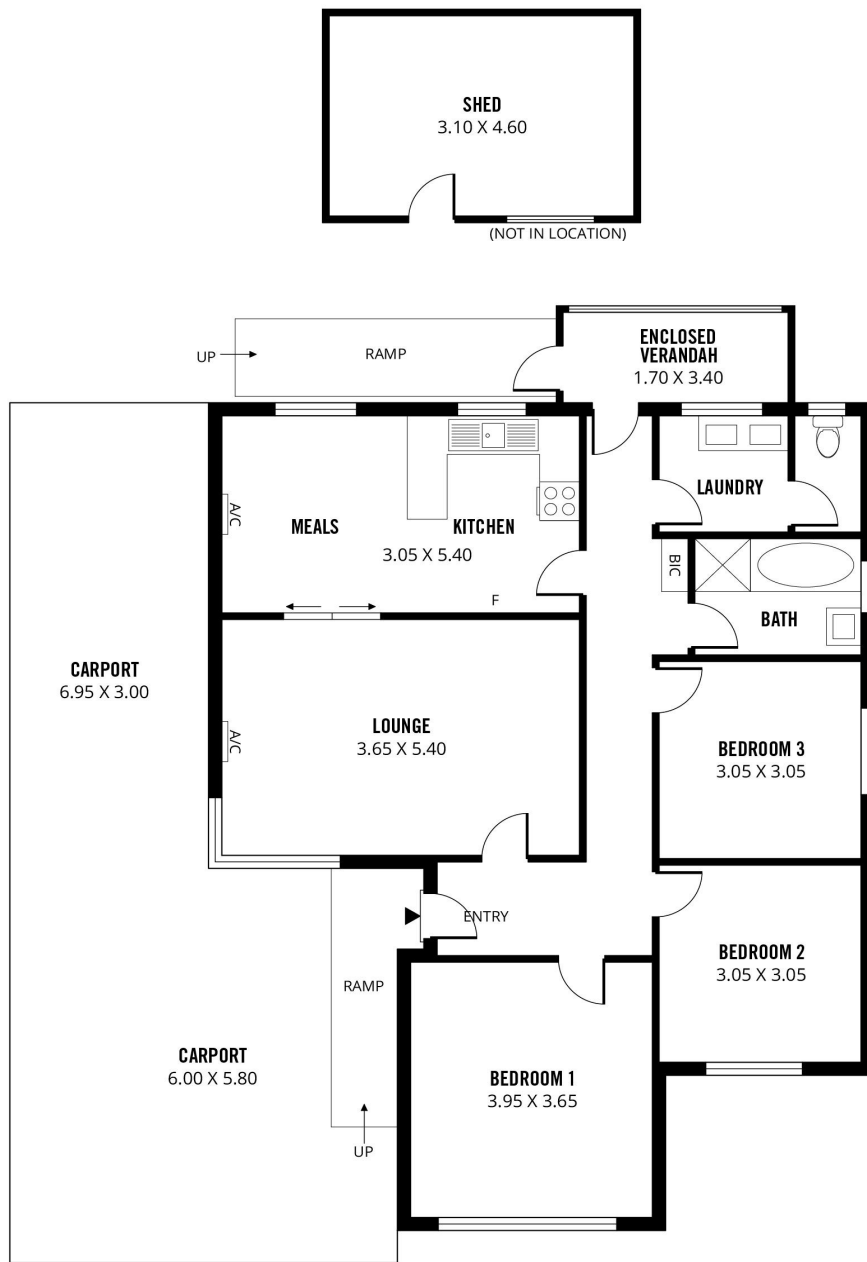 SHED
3.10 X 4.60
(NOT IN LOCATION)
ENCLOSED
VERANDAH
1.70 X 3.40
UP
RAMP
A/C
MEALS
KITCHEN
3.05 X 5.40
F
LAUNDRY
BIC
BATH
CARPORT
6.95 X 3.00
LOUNGE
3.65 X 5.40
A/C
BEDROOM 3
3.05 X 3.05
ENTRY
BEDROOM 2
3.05 X 3.05
RAMP
CARPORT
6.00 X 5.80
UP
BEDROOM 1
3.95 X 3.65